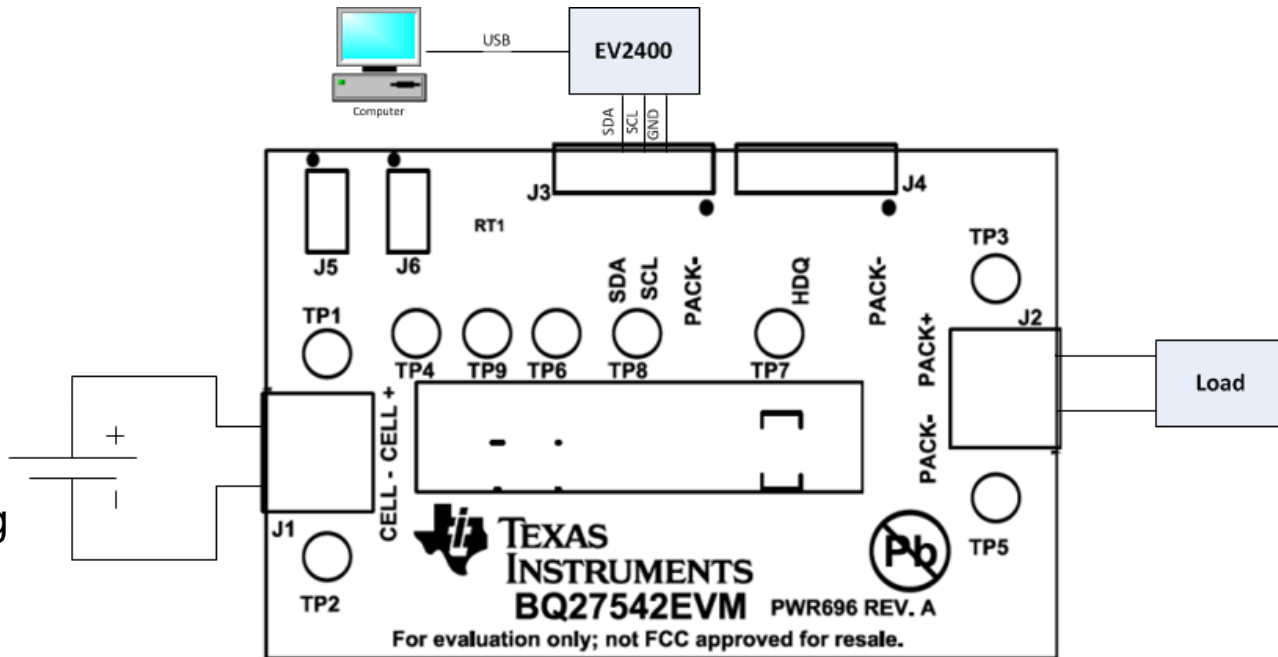 USB
EV2400
Computer
SDA
SCL
GND
J3
J4
RT1
J5
J6
TP3
SDA
SCL
PACK-
HDQ
PACK-
TP1
J2
TP4
TP9
TP6
TP8
TP7
PACK+
PACK-
Load
+
CELL - CELL +
g
J1
TP2
TP5
Pb
TEXAS
INSTRUMENTS
BQ27542EVM PWR696 REV. A
For evaluation only; not FCC approved for resale.